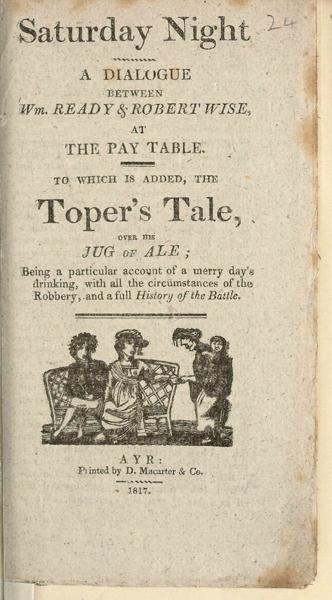 24
Saturday Night
A DIALOGUE
BETWEEN
Wm. READY & ROBERT WISE,
AT
THE PAY TABLE.
TO WHICH IS ADDED, THE
Toper's Tale,
OVER HIS
JUG OF ALE;
Being a particular account of a merry day's
drinking, with all the circumstances of the
Robbery, and a full History of the Battle.
AYR:
Printed by D. Macarter & Co.
1817.